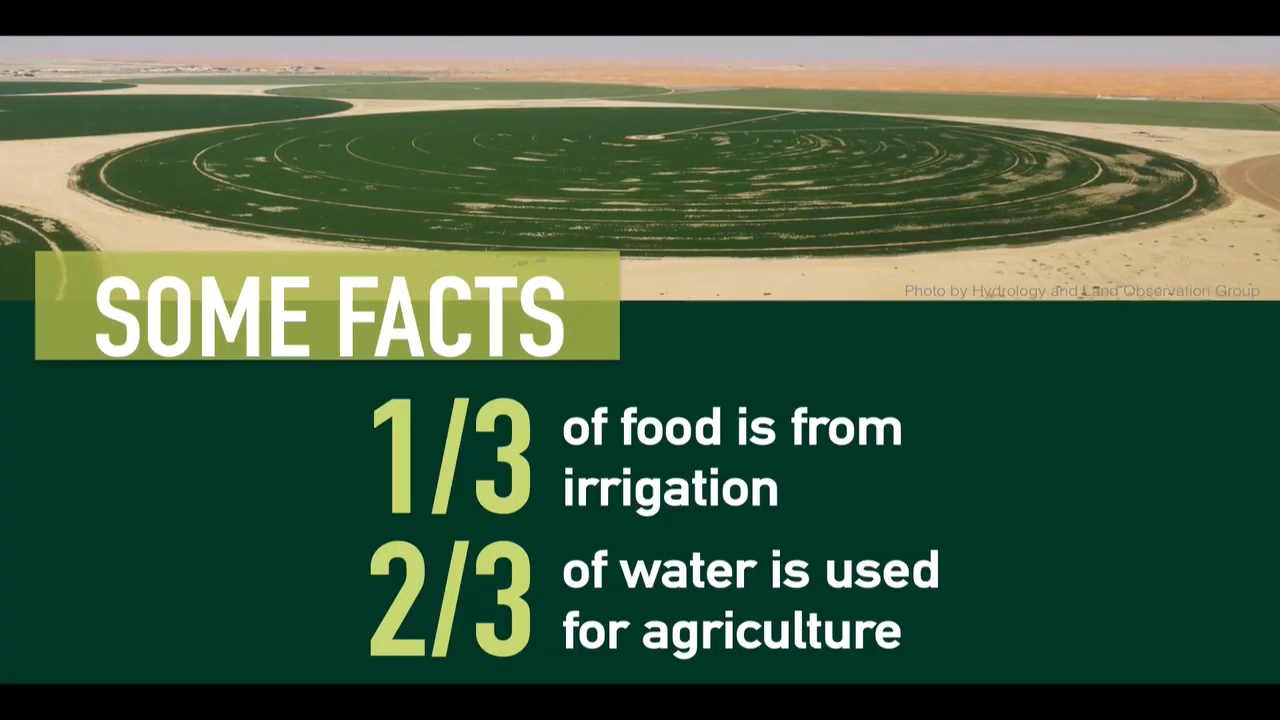 Photo by Hydrology and Land Observation Group
SOME FACTS
1/3 of food is from
irrigation
2/3 of water is used
for agriculture